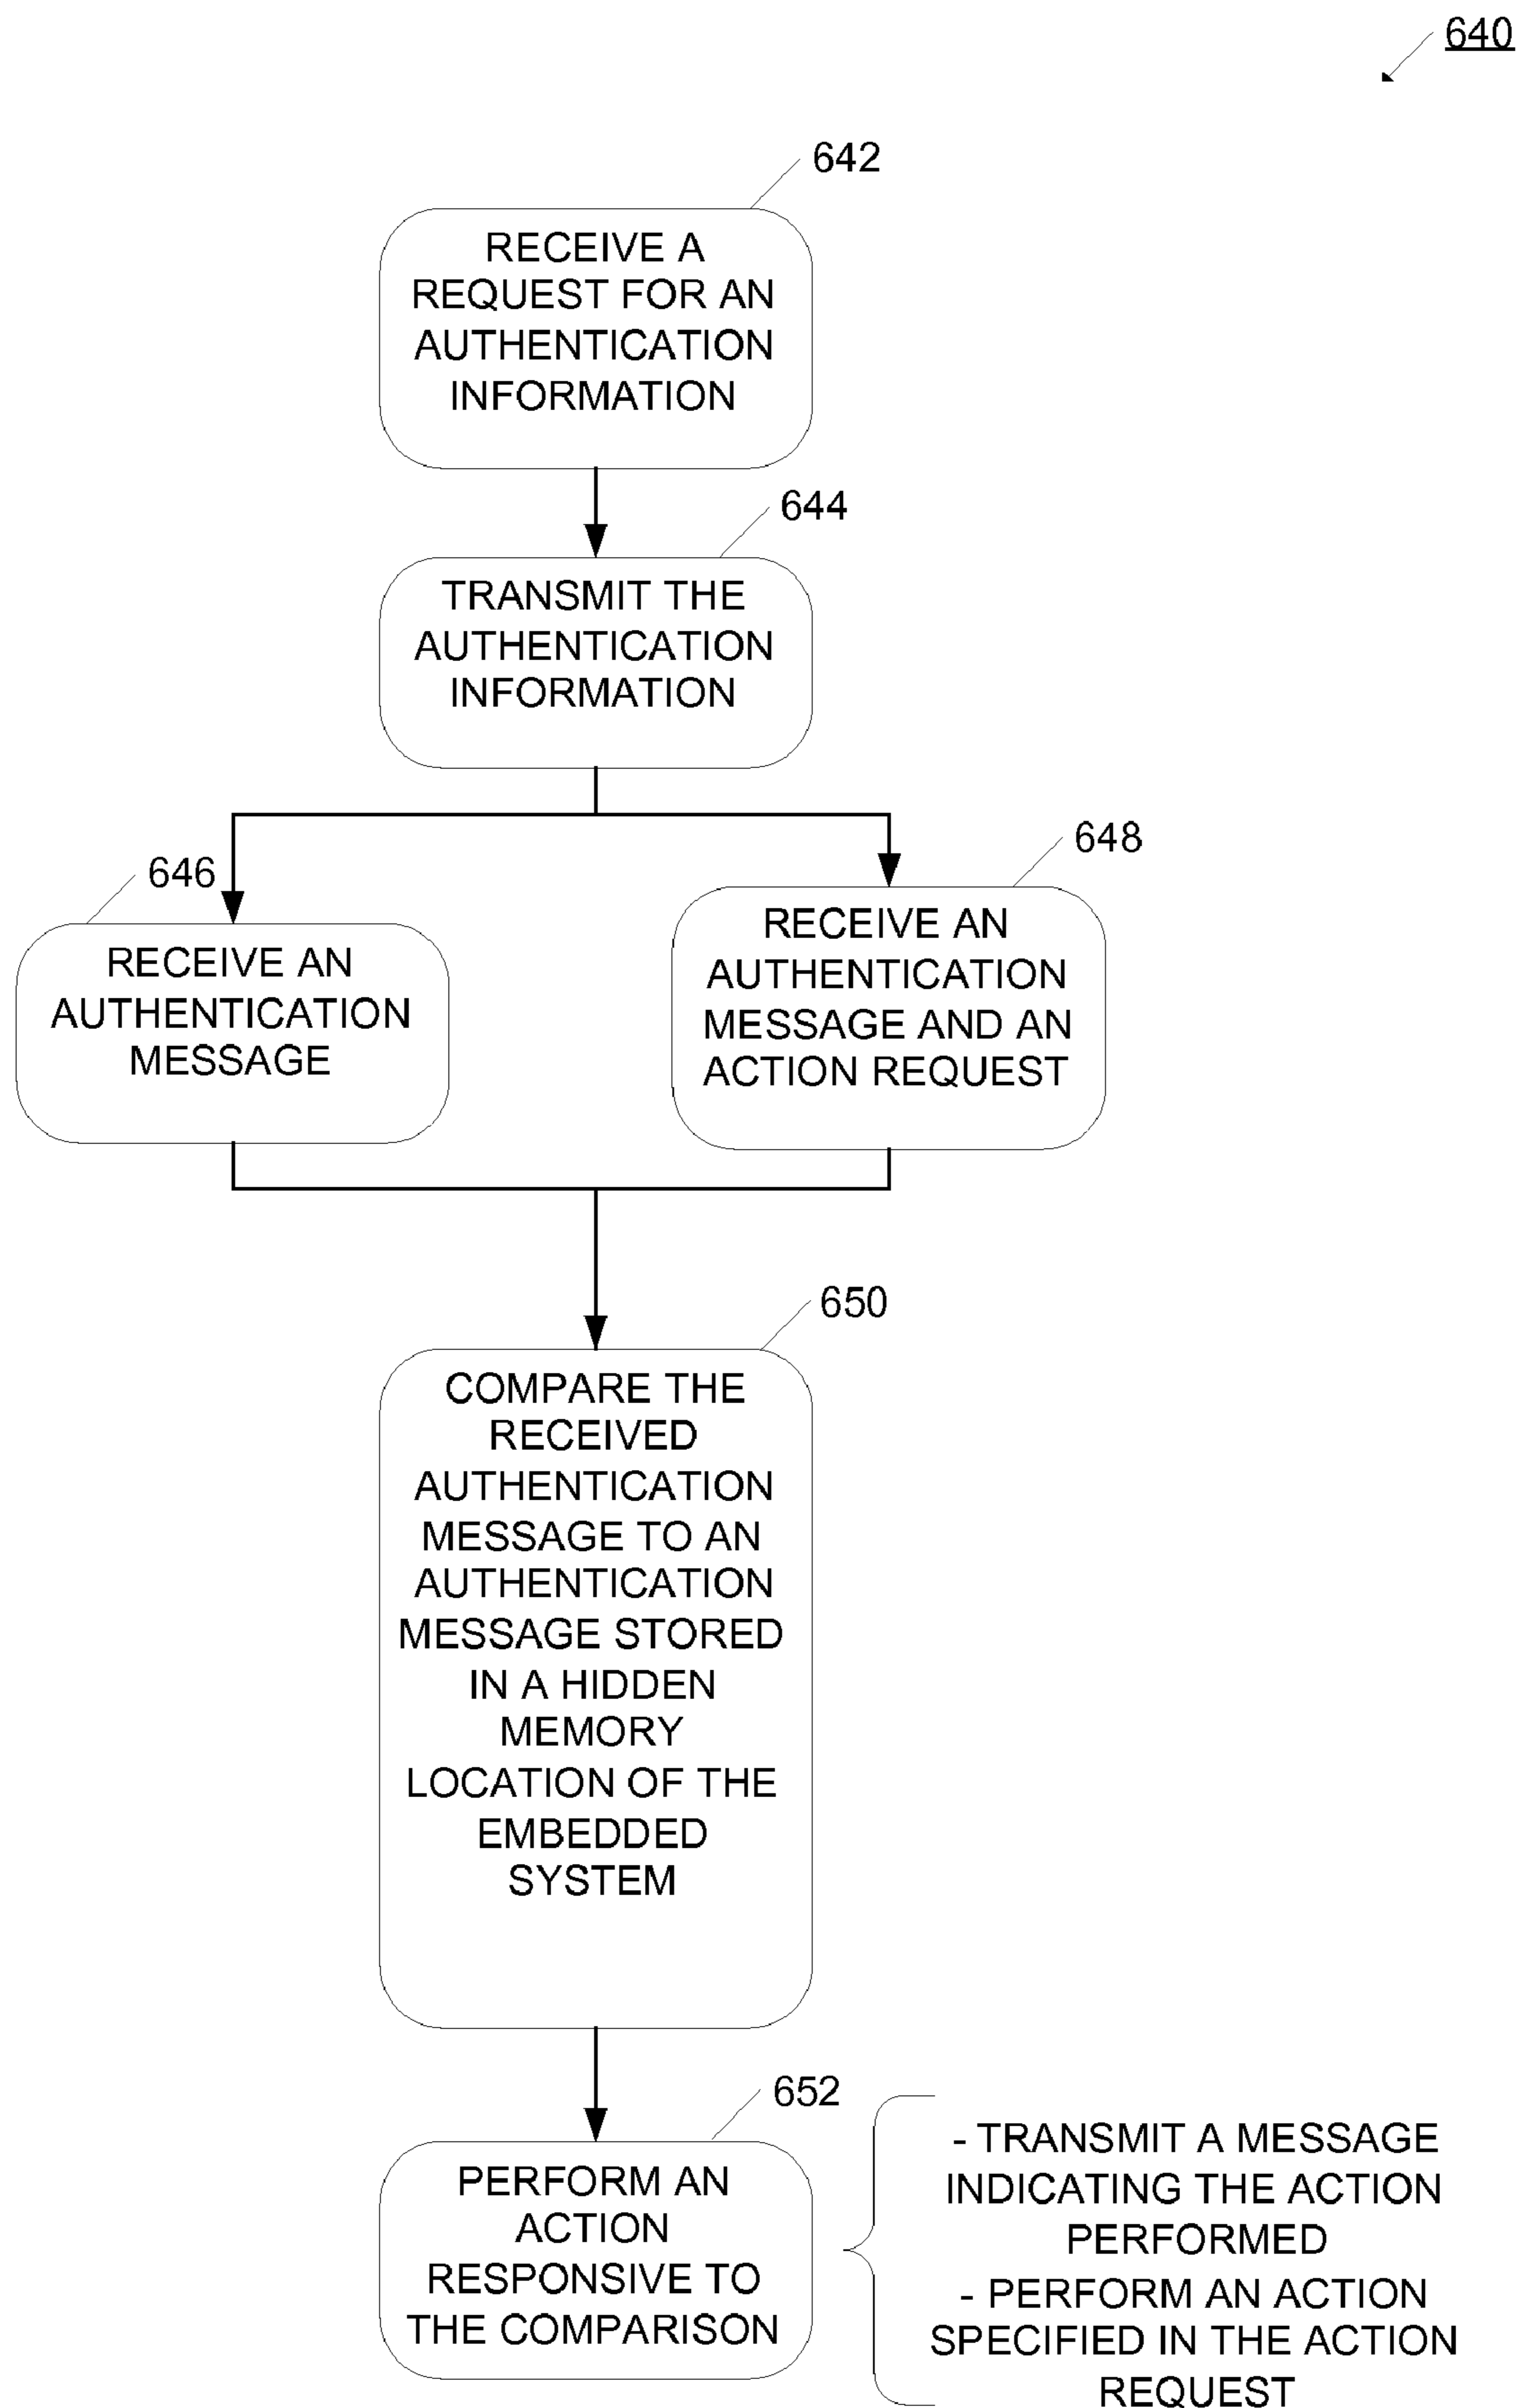 640
642
RECEIVE A
REQUEST FOR AN
AUTHENTICATION
INFORMATION
644
TRANSMIT THE
AUTHENTICATION
INFORMATION
646
RECEIVE AN
AUTHENTICATION
MESSAGE
648
RECEIVE AN
AUTHENTICATION
MESSAGE AND AN
ACTION REQUEST
650
COMPARE THE
RECEIVED
AUTHENTICATION
MESSAGE TO AN
AUTHENTICATION
MESSAGE STORED
IN A HIDDEN
MEMORY
LOCATION OF THE
EMBEDDED
SYSTEM
652
PERFORM AN
ACTION
RESPONSIVE TO
THE COMPARISON
- TRANSMIT A MESSAGE
INDICATING THE ACTION
PERFORMED
- PERFORM AN ACTION
SPECIFIED IN THE ACTION
REQUEST